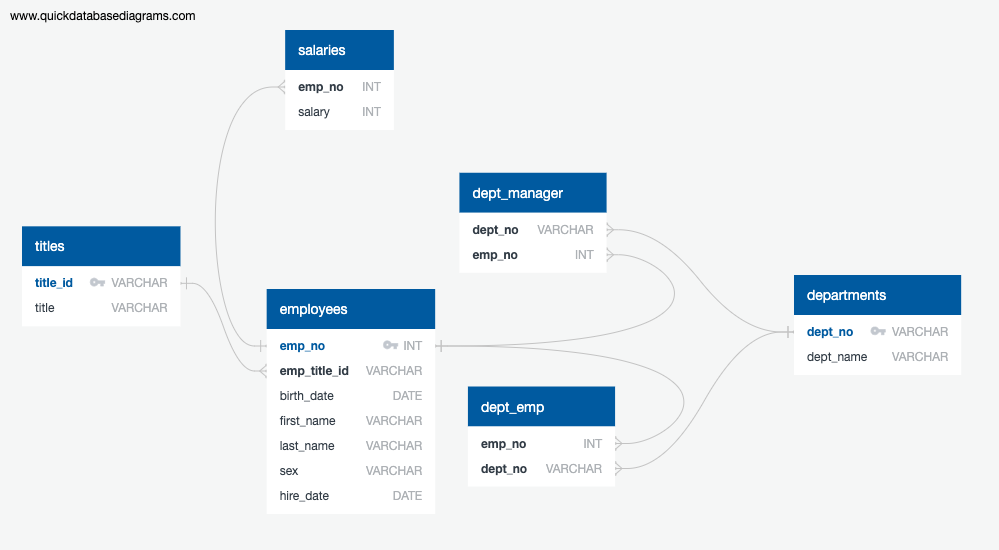 www.quickdatabasediagrams.com
salaries
emp_no INT
salary INT
dept_manager
dept_no VARCHAR
emp_no INT
titles
title_id VARCHAR
title VARCHAR
employees
emp_no INT
emp_title_id VARCHAR
birth_date DATE
first_name VARCHAR
last_name VARCHAR
sex VARCHAR
hire_date DATE
departments
dept_no VARCHAR
dept_name VARCHAR
dept_emp
emp_no INT
dept_no VARCHAR